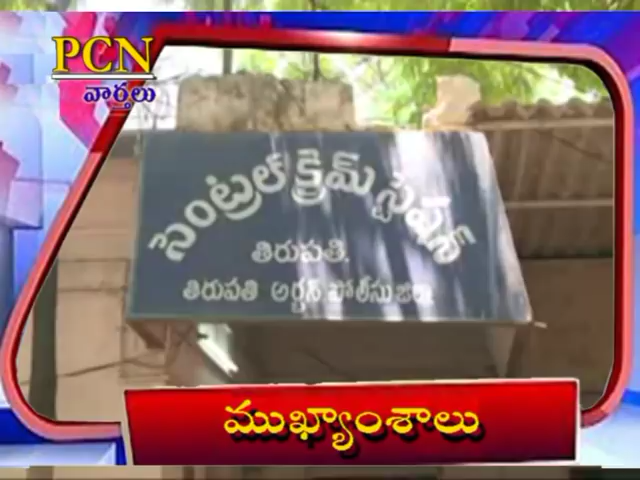 PCN
వార్తలు
సెంట్రల్ క్రైమ్ స్టేషన్
తిరుపతి.
తిరుపతి అర్బన్ పోలీసు జిల్లా
ముఖ్యాంశాలు